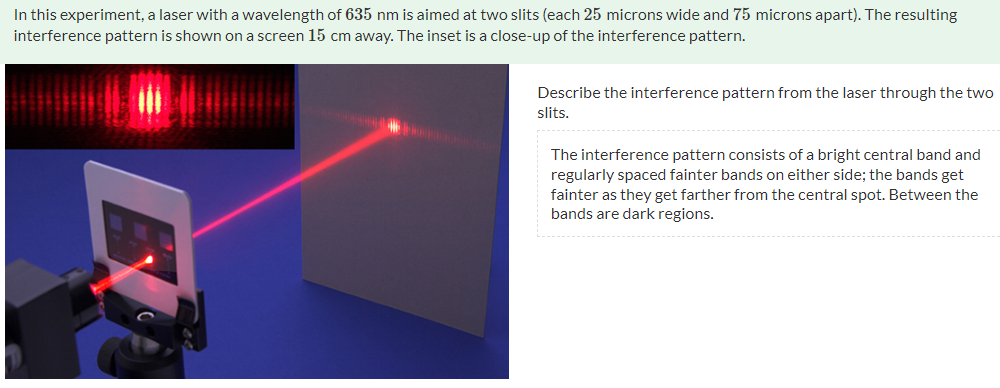 In this experiment, a laser with a wavelength of 635 nm is aimed at two slits (each 25 microns wide and 75 microns apart). The resulting
interference pattern is shown on a screen 15 cm away. The inset is a close-up of the interference pattern.
Describe the interference pattern from the laser through the two
slits.
The interference pattern consists of a bright central band and
regularly spaced fainter bands on either side; the bands get
fainter as they get farther from the central spot. Between the
bands are dark regions.